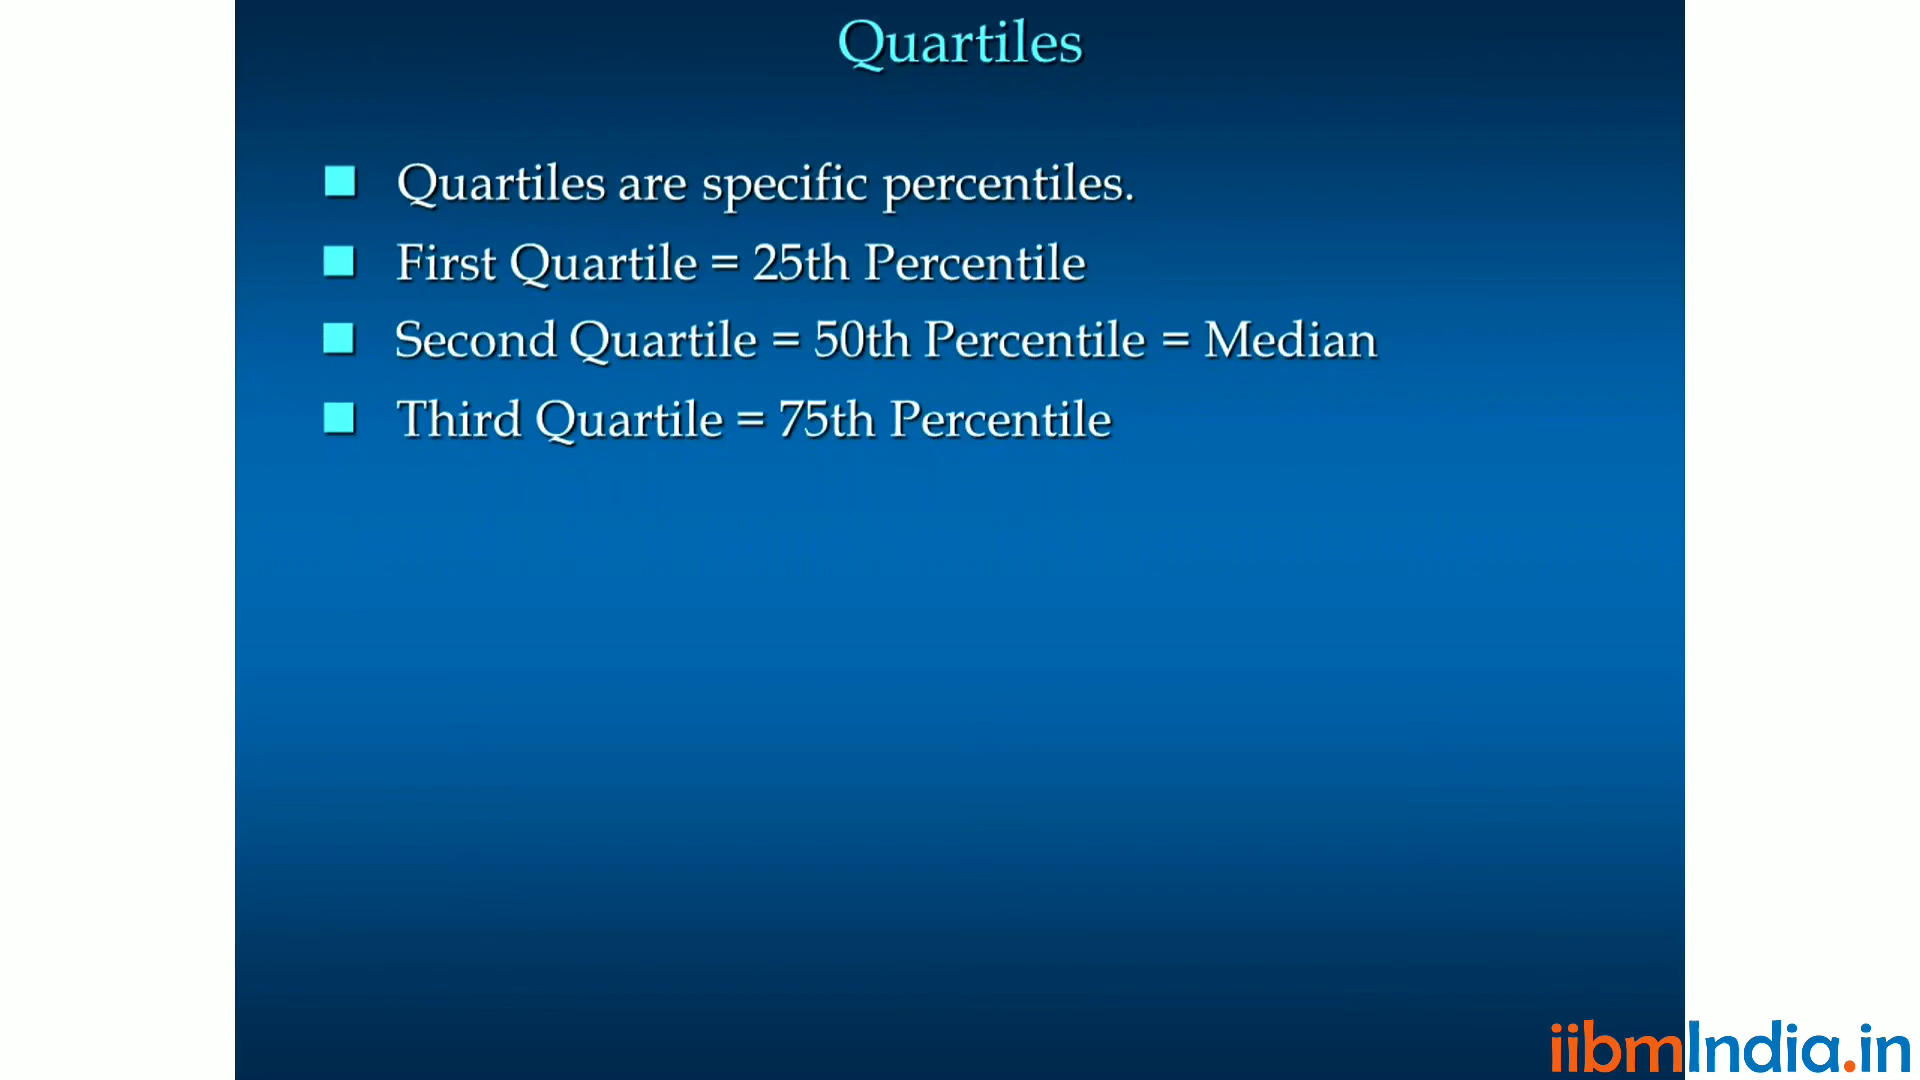 Quartiles
Quartiles are specific percentiles.
First Quartile = 25th Percentile
Second Quartile = 50th Percentile = Median
Third Quartile = 75th Percentile
iibmIndia.in